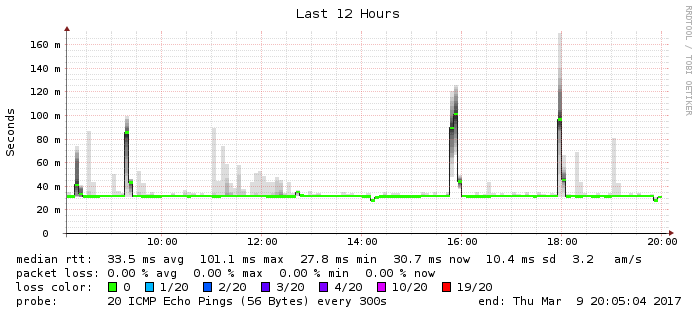 Last 12 Hours
RRDTOOL / TOBI OETIKER
Seconds
160 m
140 m
120 m
100 m
80 m
60 m
40 m
20 m
0
10:00 12:00 14:00 16:00 18:00 20:00
median rtt: 33.5 ms avg 101.1 ms max 27.8 ms min 30.7 ms now 10.4 ms sd 3.2 am/s
packet loss: 0.00 % avg 0.00 % max 0.00 % min 0.00 % now
loss color: 0 1/20 2/20 3/20 4/20 10/20 19/20
probe: 20 ICMP Echo Pings (56 Bytes) every 300s end: Thu Mar 9 20:05:04 2017